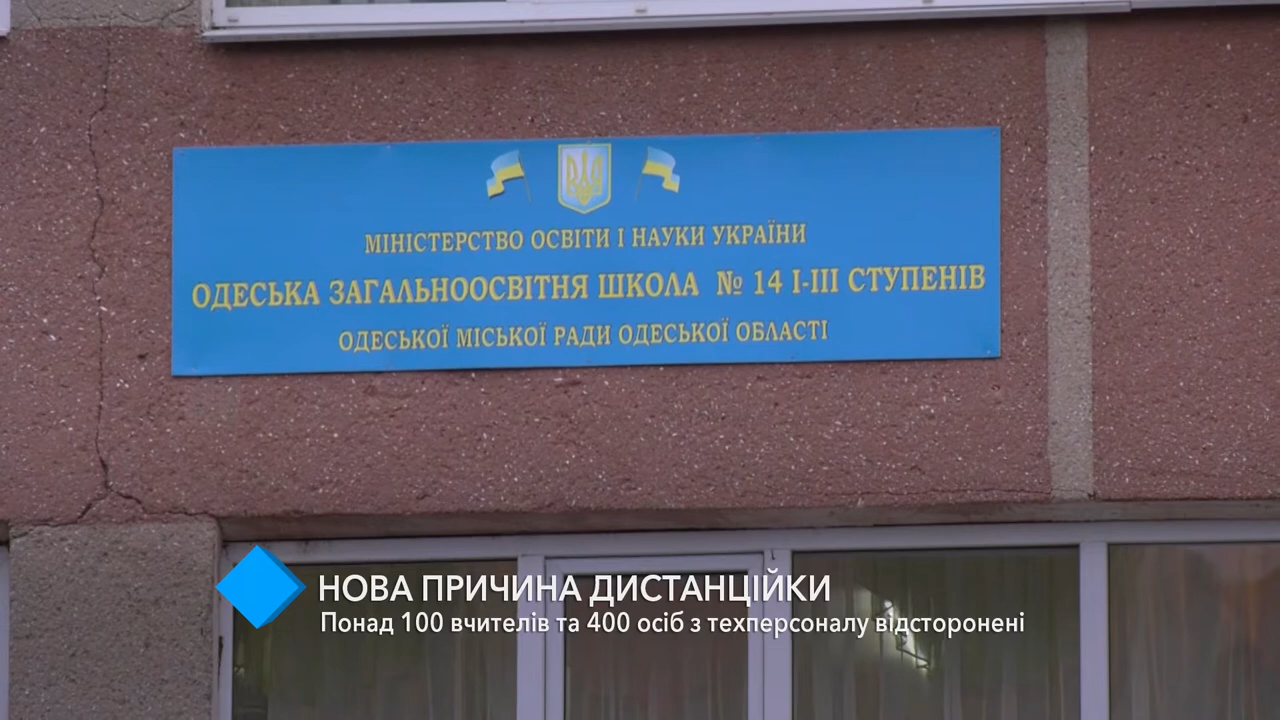 МІНІСТЕРСТВО ОСВІТИ І НАУКИ УКРАЇНИ
ОДЕСЬКА ЗАГАЛЬНООСВІТНЯ ШКОЛА № 14 І-ІІІ СТУПЕНІВ
ОДЕСЬКОЇ МІСЬКОЇ РАДИ ОДЕСЬКОЇ ОБЛАСТІ
НОВА ПРИЧИНА ДИСТАНЦІЙКИ
Понад 100 вчителів та 400 осіб з техперсоналу відсторонені